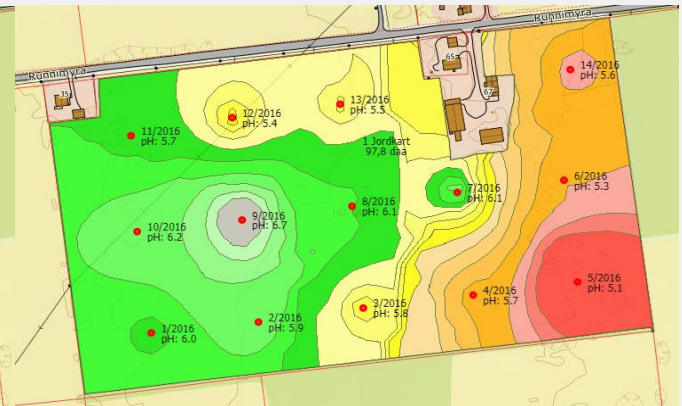 Runnimyra
Runnimyra
35
65
67
14/2016
pH: 5.6
13/2016
pH: 5.5
12/2016
pH: 5.4
11/2016
pH: 5.7
1 Jordkart
97,8 daa
6/2016
pH: 5.3
7/2016
pH: 6.1
8/2016
pH: 6.1
9/2016
pH: 6.7
10/2016
pH: 6.2
5/2016
pH: 5.1
4/2016
pH: 5.7
3/2016
pH: 5.8
2/2016
pH: 5.9
1/2016
pH: 6.0